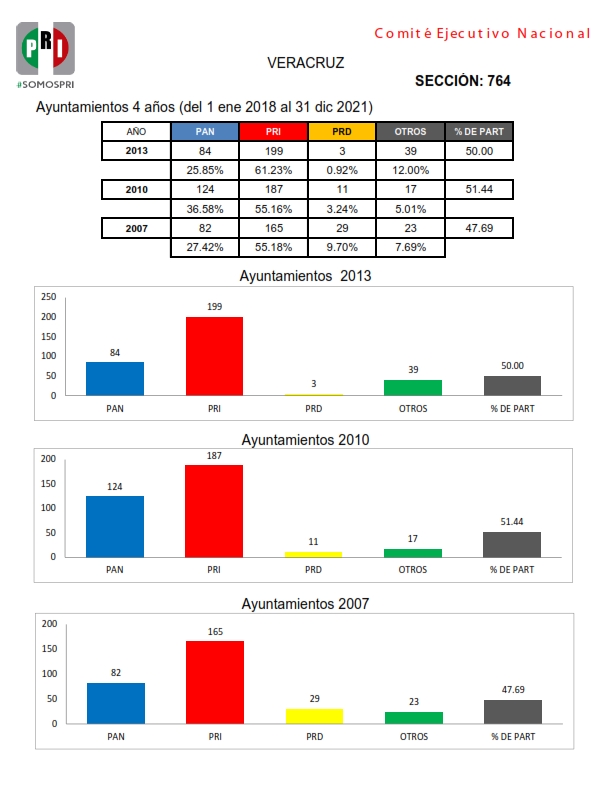 Comité Ejecutivo Nacional
PRI
#SOMOSPRI
VERACRUZ
SECCIÓN: 764
Ayuntamientos 4 años (del 1 ene 2018 al 31 dic 2021)
AÑO PAN PRI PRD OTROS % DE PART
2013 84 199 3 39 50.00
25.85% 61.23% 0.92% 12.00%
2010 124 187 11 17 51.44
36.58% 55.16% 3.24% 5.01%
2007 82 165 29 23 47.69
27.42% 55.18% 9.70% 7.69%
Ayuntamientos 2013
250
200
150
100
50
0
84 199 3 39 50.00
PAN PRI PRD OTROS % DE PART
Ayuntamientos 2010
200
150
100
50
0
124 187 11 17 51.44
PAN PRI PRD OTROS % DE PART
Ayuntamientos 2007
200
150
100
50
0
82 165 29 23 47.69
PAN PRI PRD OTROS % DE PART